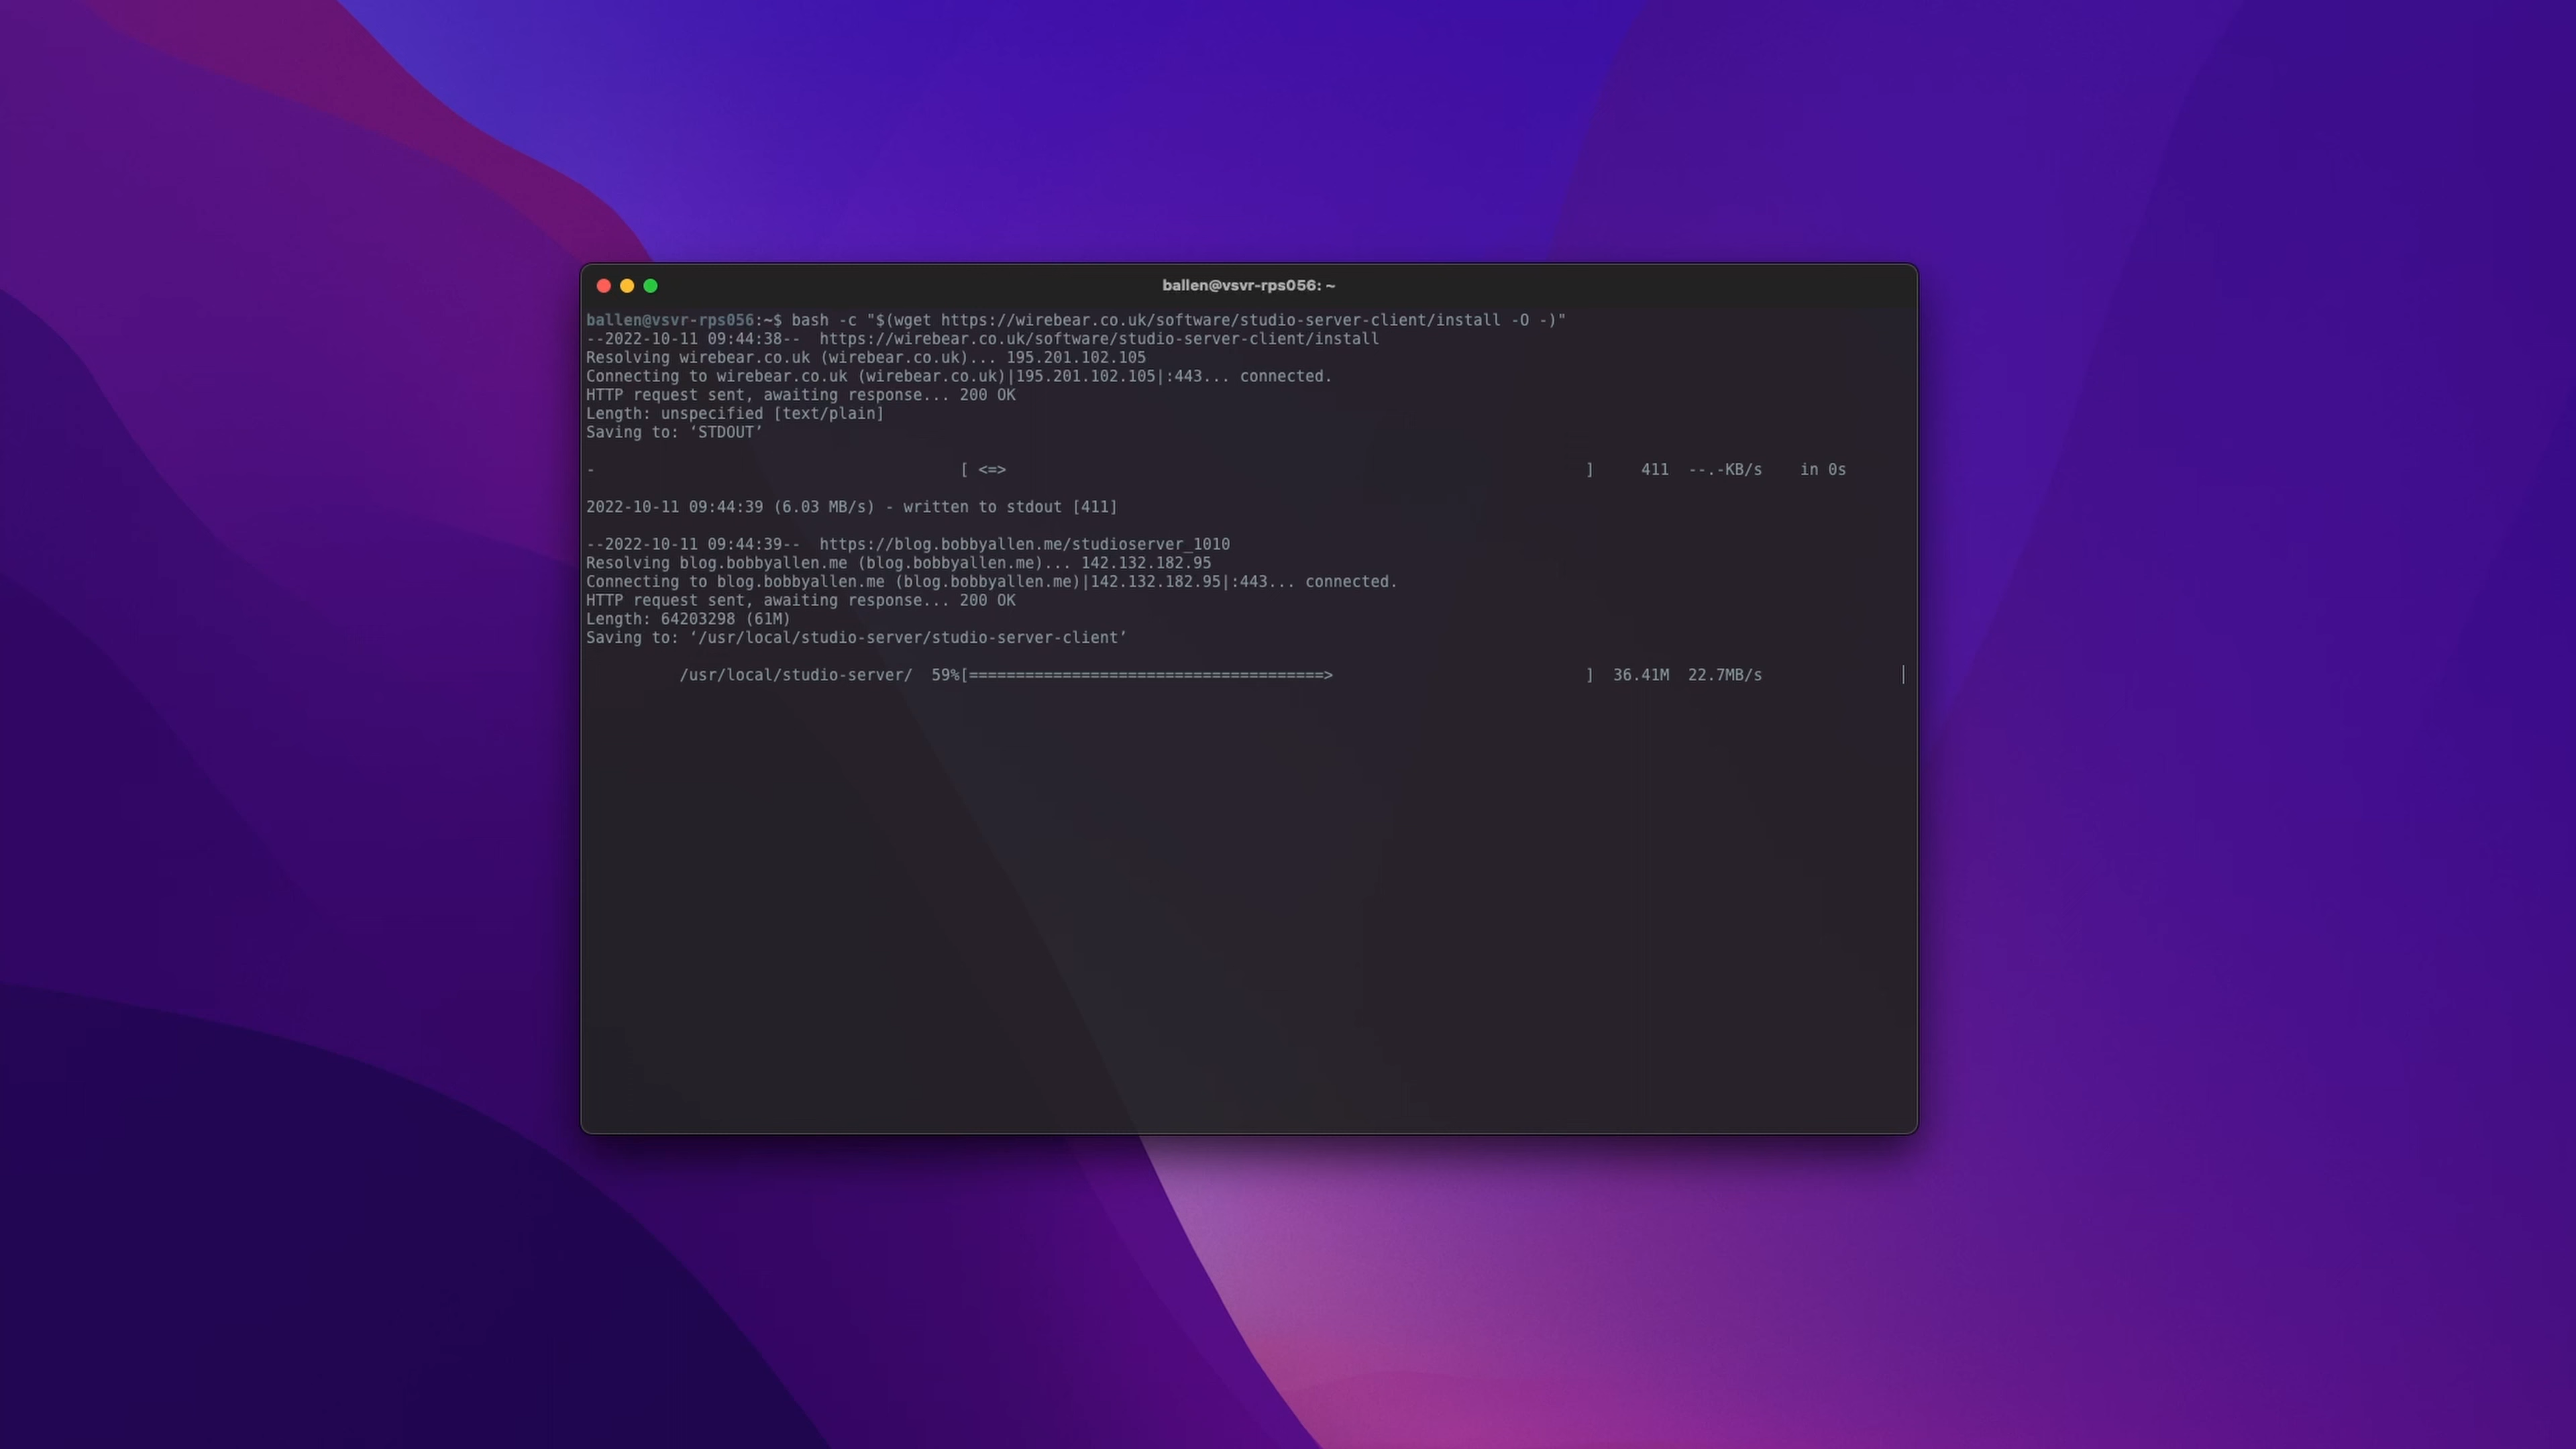 ballen@vsvr-rps056: ~
ballen@vsvr-rps056:~$ bash -c "$(wget https://wirebear.co.uk/software/studio-server-client/install -O -)"
--2022-10-11 09:44:38--  https://wirebear.co.uk/software/studio-server-client/install
Resolving wirebear.co.uk (wirebear.co.uk)... 195.201.102.105
Connecting to wirebear.co.uk (wirebear.co.uk)|195.201.102.105|:443... connected.
HTTP request sent, awaiting response... 200 OK
Length: unspecified [text/plain]
Saving to: ‘STDOUT’
-                                       [ <=>                                                              ]     411  --.-KB/s    in 0s
2022-10-11 09:44:39 (6.03 MB/s) - written to stdout [411]
--2022-10-11 09:44:39--  https://blog.bobbyallen.me/studioserver_1010
Resolving blog.bobbyallen.me (blog.bobbyallen.me)... 142.132.182.95
Connecting to blog.bobbyallen.me (blog.bobbyallen.me)|142.132.182.95|:443... connected.
HTTP request sent, awaiting response... 200 OK
Length: 64203298 (61M)
Saving to: ‘/usr/local/studio-server/studio-server-client’
/usr/local/studio-server/  59%[======================================>                           ]  36.41M  22.7MB/s